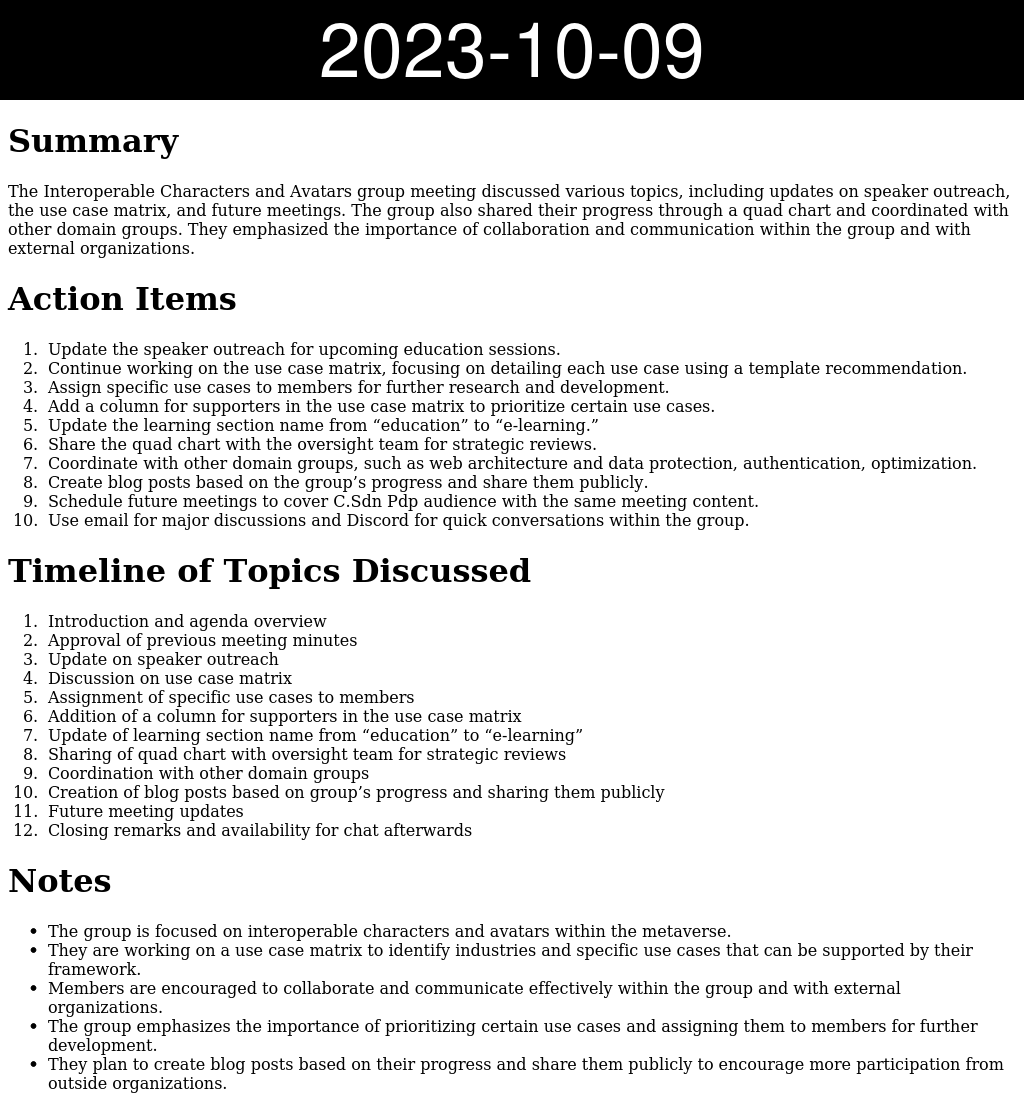 2023-10-09
Summary
The Interoperable Characters and Avatars group meeting discussed various topics, including updates on speaker outreach,
the use case matrix, and future meetings. The group also shared their progress through a quad chart and coordinated with
other domain groups. They emphasized the importance of collaboration and communication within the group and with
external organizations.
Action Items
1. Update the speaker outreach for upcoming education sessions.
2. Continue working on the use case matrix, focusing on detailing each use case using a template recommendation.
3. Assign specific use cases to members for further research and development.
4. Add a column for supporters in the use case matrix to prioritize certain use cases.
5. Update the learning section name from “education” to “e-learning.”
6. Share the quad chart with the oversight team for strategic reviews.
7. Coordinate with other domain groups, such as web architecture and data protection, authentication, optimization.
8. Create blog posts based on the group’s progress and share them publicly.
9. Schedule future meetings to cover C.Sdn Pdp audience with the same meeting content.
10. Use email for major discussions and Discord for quick conversations within the group.
Timeline of Topics Discussed
1. Introduction and agenda overview
2. Approval of previous meeting minutes
3. Update on speaker outreach
4. Discussion on use case matrix
5. Assignment of specific use cases to members
6. Addition of a column for supporters in the use case matrix
7. Update of learning section name from “education” to “e-learning”
8. Sharing of quad chart with oversight team for strategic reviews
9. Coordination with other domain groups
10. Creation of blog posts based on group’s progress and sharing them publicly
11. Future meeting updates
12. Closing remarks and availability for chat afterwards
Notes
• The group is focused on interoperable characters and avatars within the metaverse.
• They are working on a use case matrix to identify industries and specific use cases that can be supported by their
framework.
• Members are encouraged to collaborate and communicate effectively within the group and with external
organizations.
• The group emphasizes the importance of prioritizing certain use cases and assigning them to members for further
development.
• They plan to create blog posts based on their progress and share them publicly to encourage more participation from
outside organizations.